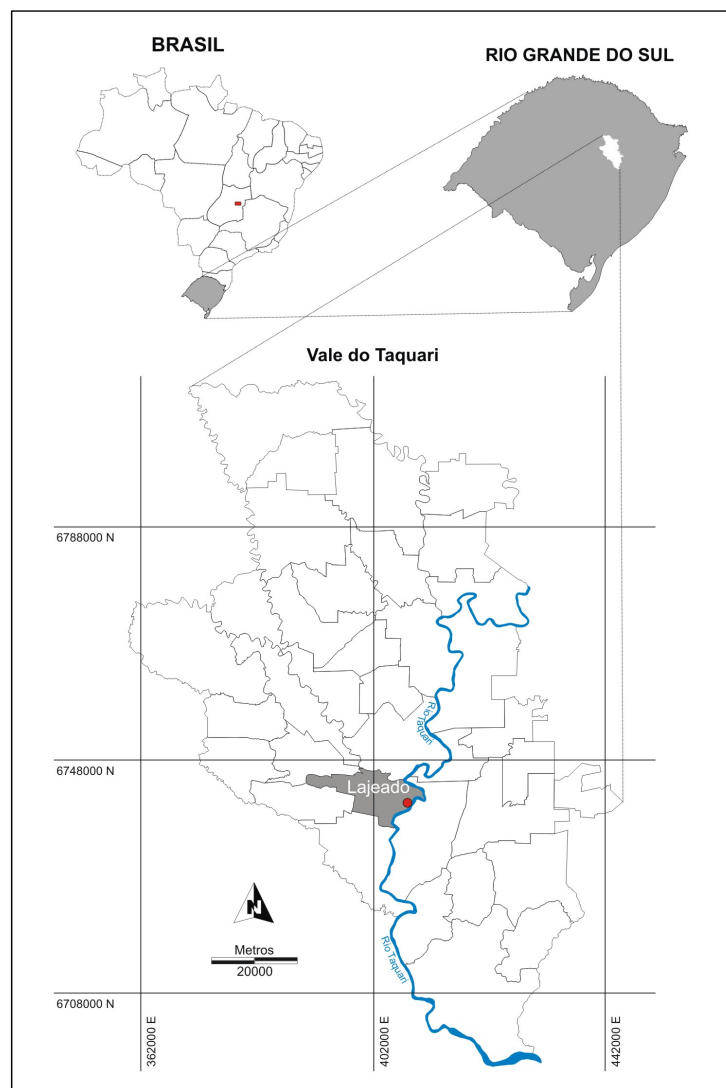 BRASIL
RIO GRANDE DO SUL
Vale do Taquari
6788000 N
Rio Taquari
6748000 N
Lajeado
N
Metros
20000
Rio Taquari
6708000 N
362000 E
402000 E
442000 E